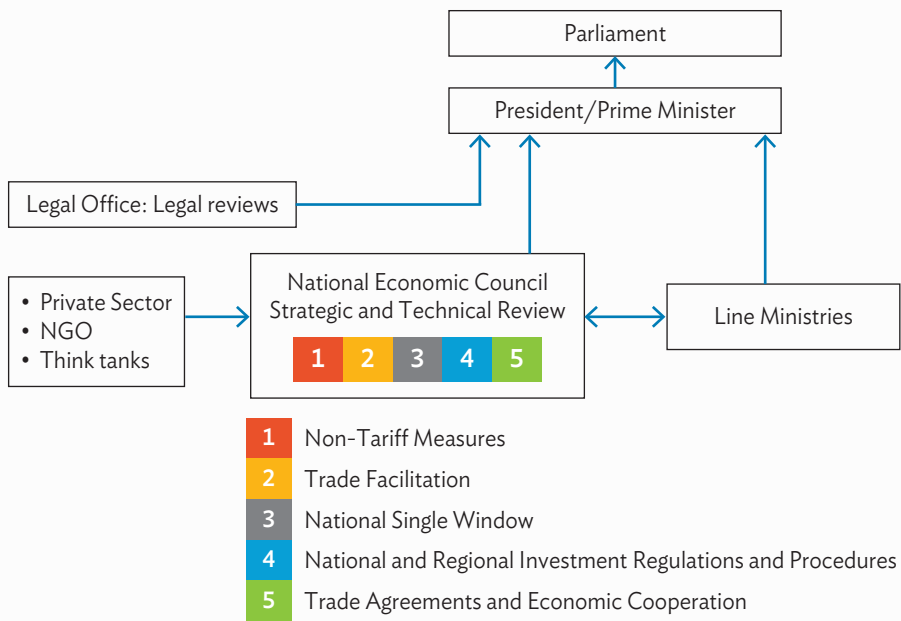 Parliament
President/Prime Minister
Legal Office: Legal reviews
• Private Sector
• NGO
• Think tanks
National Economic Council
Strategic and Technical Review
1 2 3 4 5
Line Ministries
1 Non-Tariff Measures
2 Trade Facilitation
3 National Single Window
4 National and Regional Investment Regulations and Procedures
5 Trade Agreements and Economic Cooperation